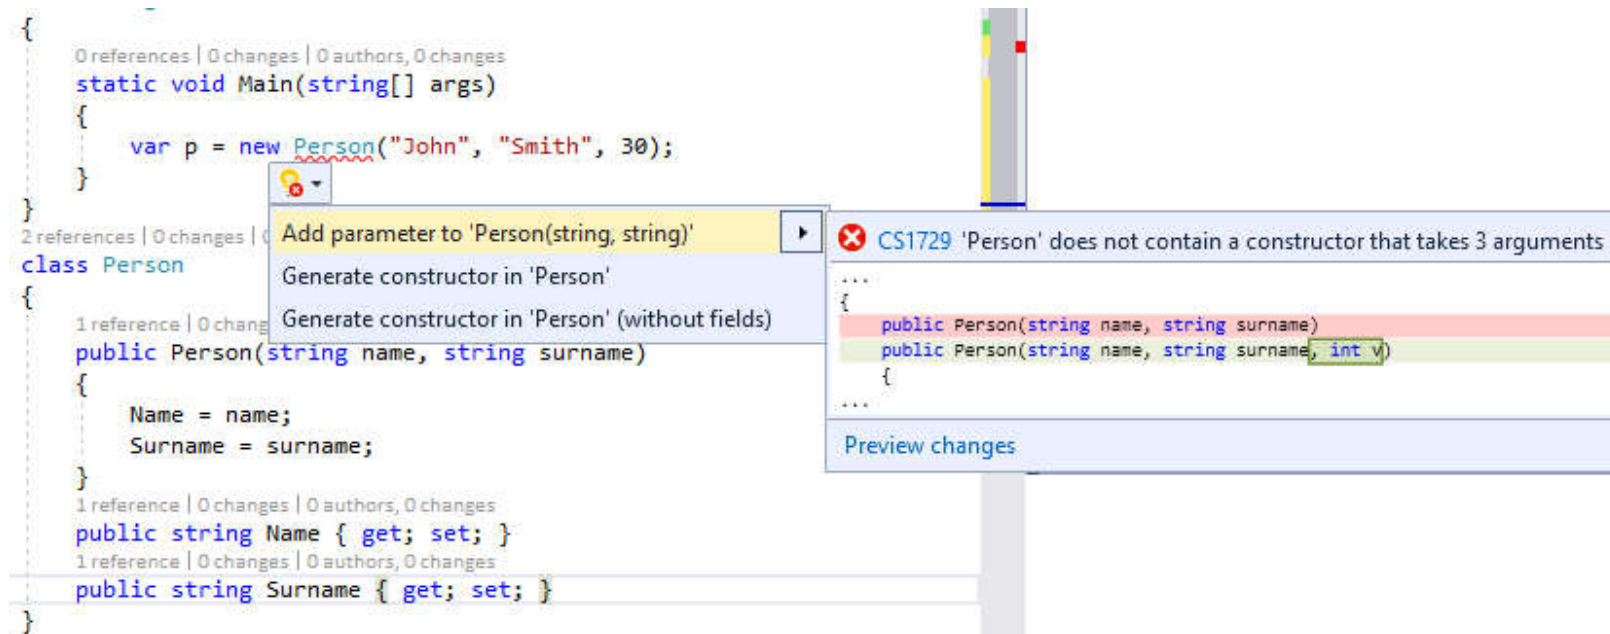 {
0 references | 0 changes | 0 authors, 0 changes
static void Main(string[] args)
{
var p = new Person("John", "Smith", 30);
}
}
2 references | 0 changes |
class Person
{
Add parameter to 'Person(string, string)'
Generate constructor in 'Person'
Generate constructor in 'Person' (without fields)
CS1729 'Person' does not contain a constructor that takes 3 arguments
...
{
public Person(string name, string surname)
public Person(string name, string surname, int v)
{
...
Preview changes
1 reference | 0 chang
public Person(string name, string surname)
{
Name = name;
Surname = surname;
}
1 reference | 0 changes | 0 authors, 0 changes
public string Name { get; set; }
1 reference | 0 changes | 0 authors, 0 changes
public string Surname { get; set; }
}